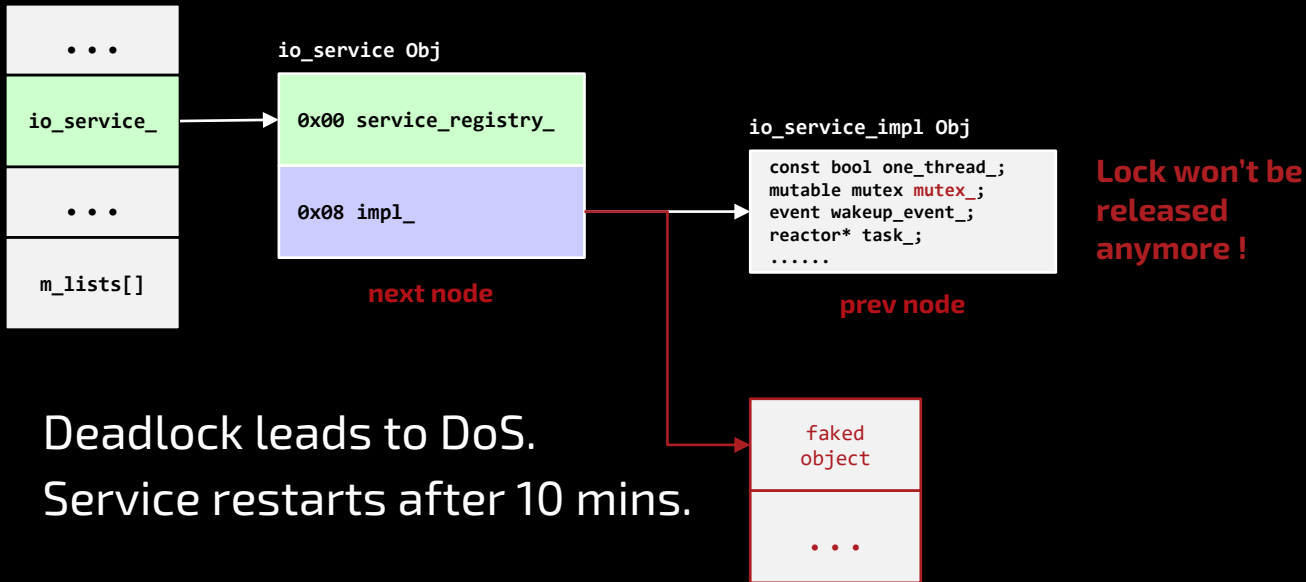 ...
io_service_
...
m_lists[]
io_service Obj
0x00 service_registry_
0x08 impl_
next node
io_service_impl Obj
const bool one_thread_;
mutable mutex mutex_;
event wakeup_event_;
reactor* task_;
......
prev node
Lock won't be
released
anymore !
faked
object
...
Deadlock leads to DoS.
Service restarts after 10 mins.